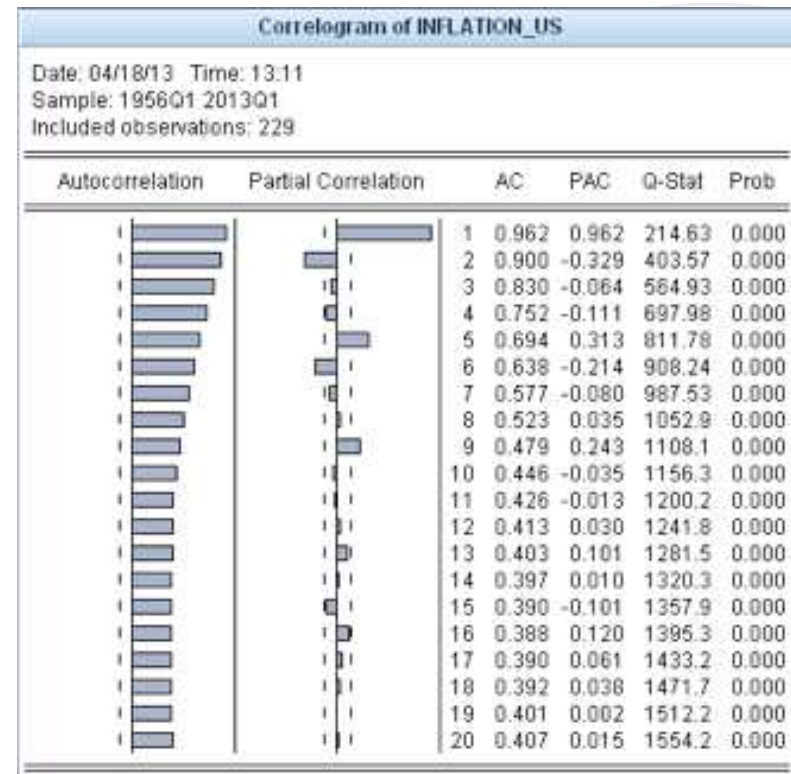 Correlogram of INFLATION_US
Date: 04/18/13 Time: 13:11
Sample: 1956Q1 2013Q1
Included observations: 229
Autocorrelation Partial Correlation AC PAC Q-Stat Prob
1 0.962 0.962 214.63 0.000
2 0.900 -0.329 403.57 0.000
3 0.830 -0.064 564.93 0.000
4 0.752 -0.111 697.98 0.000
5 0.694 0.313 811.78 0.000
6 0.638 -0.214 908.24 0.000
7 0.577 -0.080 987.53 0.000
8 0.523 0.035 1052.9 0.000
9 0.479 0.243 1108.1 0.000
10 0.446 -0.035 1156.3 0.000
11 0.426 -0.013 1200.2 0.000
12 0.413 0.030 1241.8 0.000
13 0.403 0.101 1281.5 0.000
14 0.397 0.010 1320.3 0.000
15 0.390 -0.101 1357.9 0.000
16 0.388 0.120 1395.3 0.000
17 0.390 0.061 1433.2 0.000
18 0.392 0.038 1471.7 0.000
19 0.401 0.002 1512.2 0.000
20 0.407 0.015 1554.2 0.000